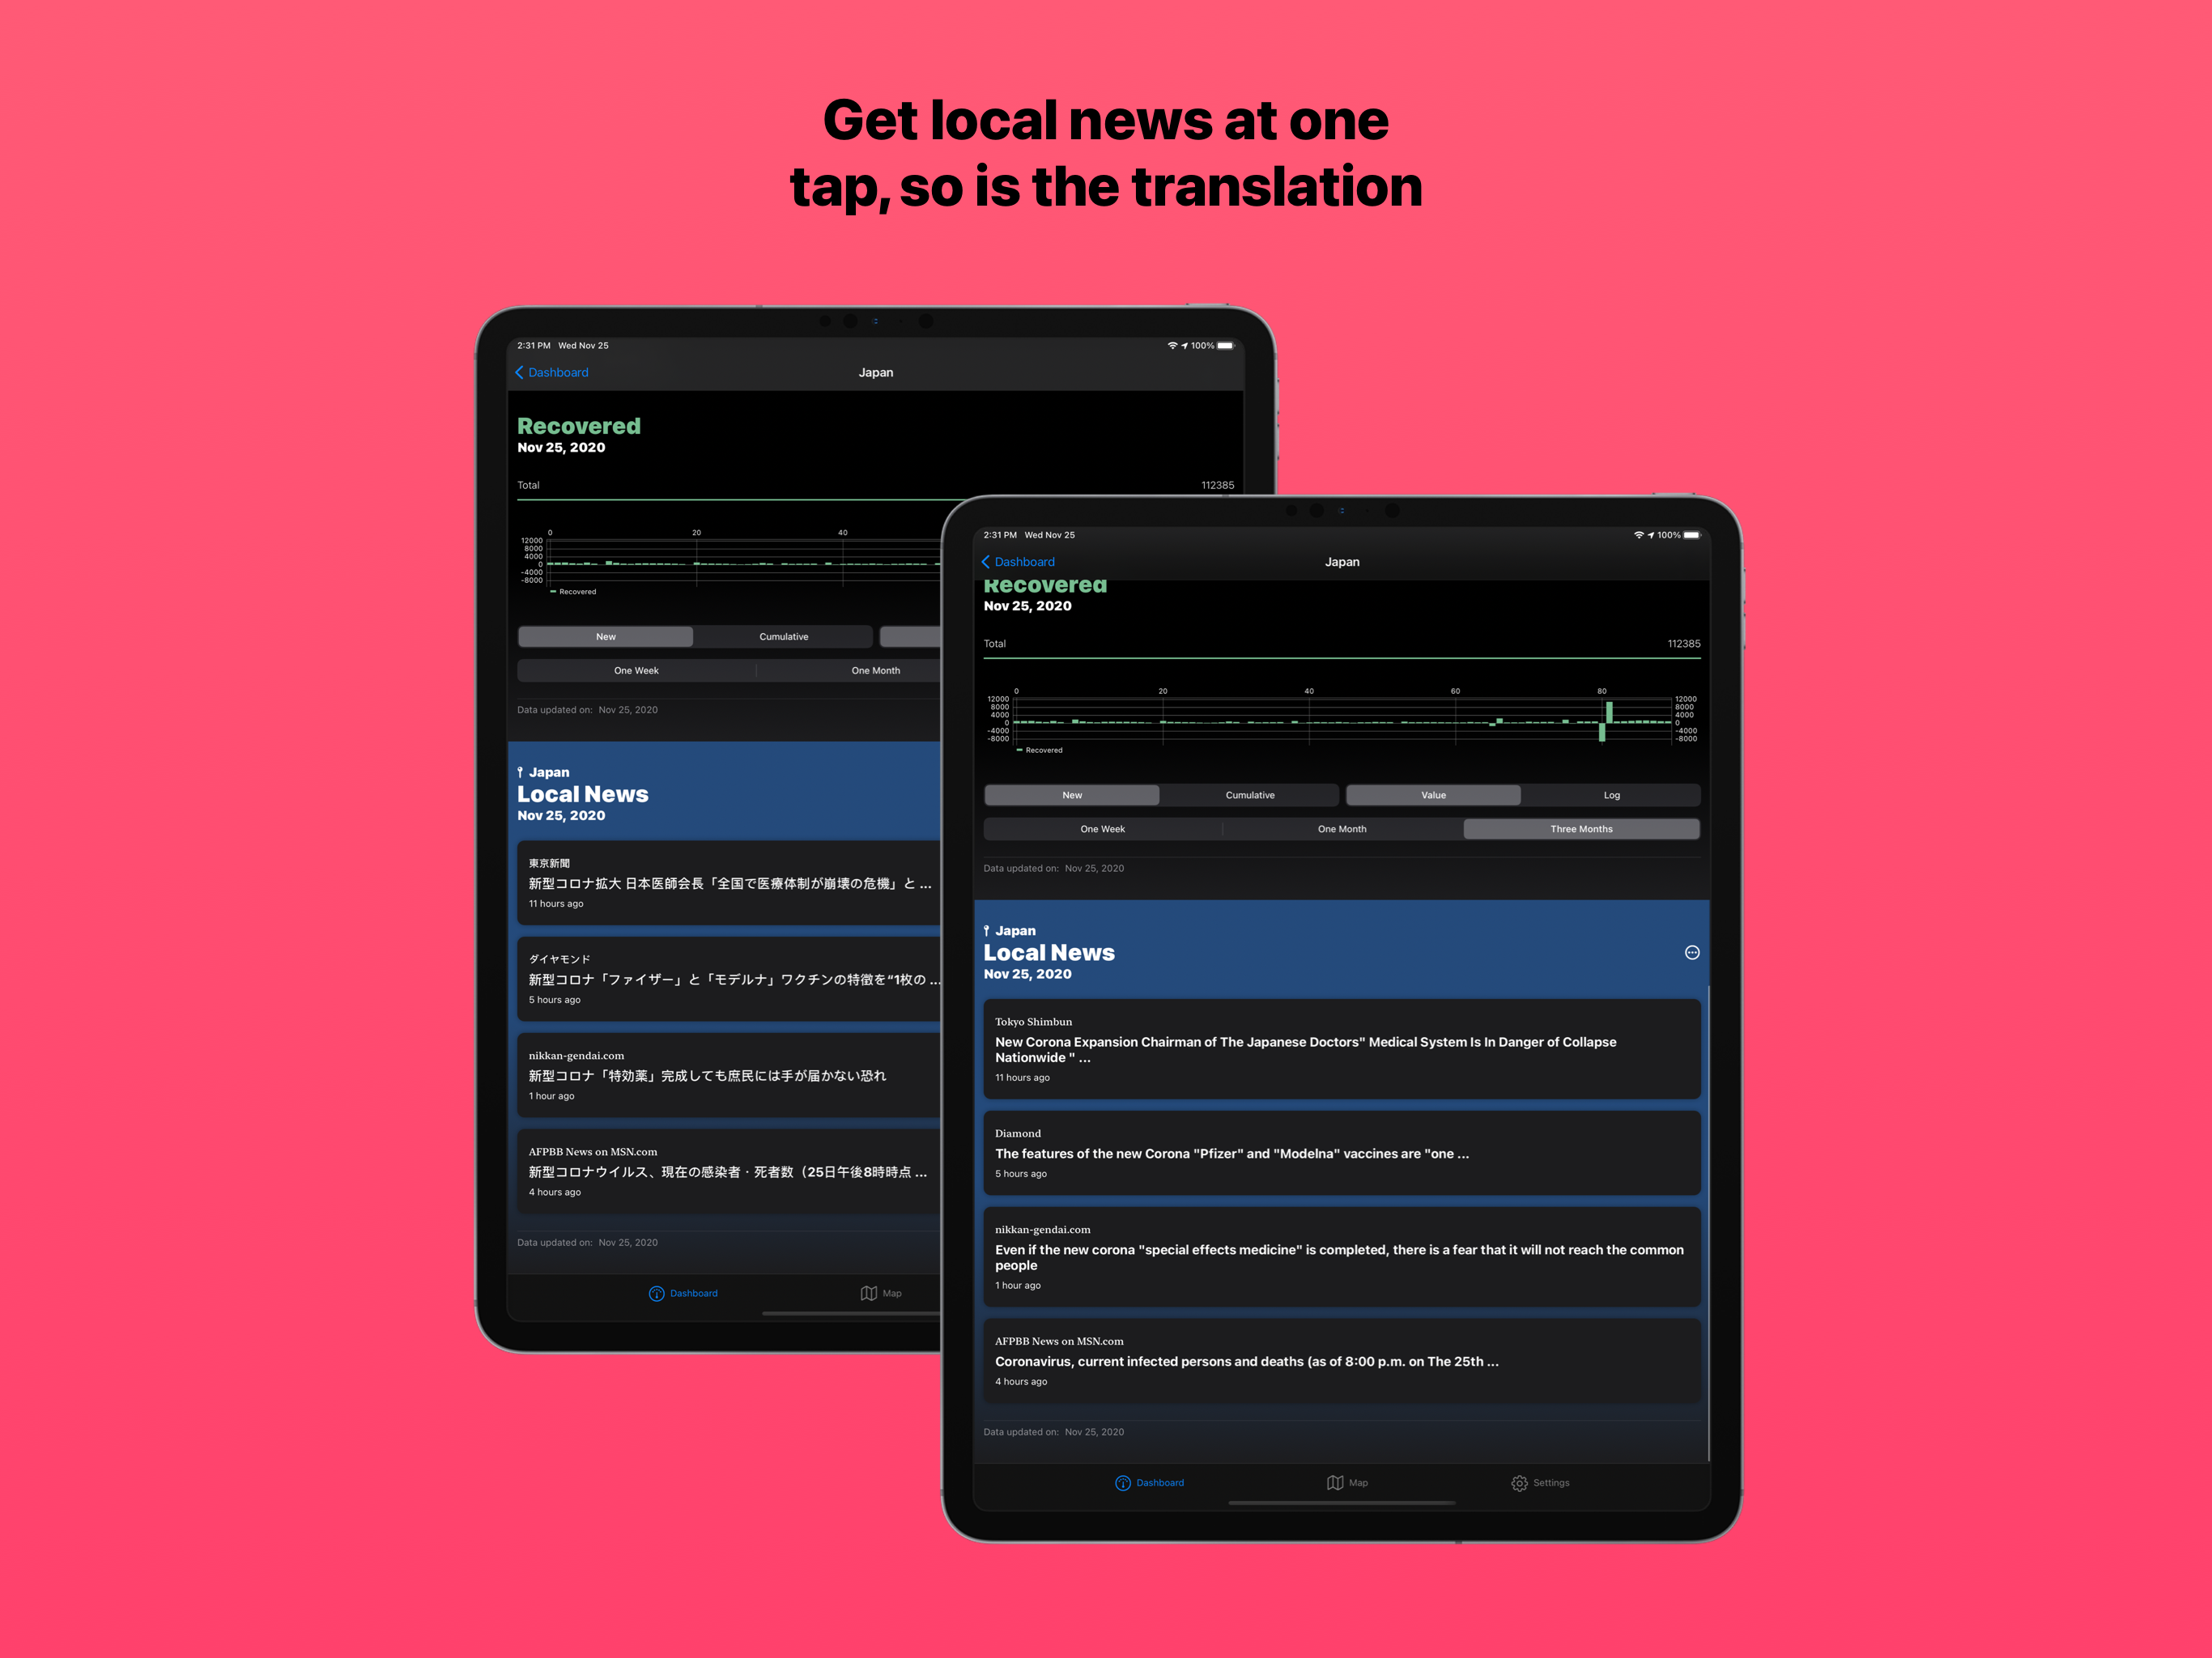 Get local news at one
tap, so is the translation
2:31 PM Wed Nov 25
100%
Dashboard
Japan
Recovered
Nov 25, 2020
Total
112385
0 20 40
12000
8000
4000
0
-4000
-8000
Recovered
New Cumulative
One Week One Month
Data updated on: Nov 25, 2020
Japan
Local News
Nov 25, 2020
東京新聞
新型コロナ拡大 日本医師会長「全国で医療体制が崩壊の危機」と ...
11 hours ago
ダイヤモンド
新型コロナ「ファイザー」と「モデルナ」ワクチンの特徴を“1枚の ...
5 hours ago
nikkan-gendai.com
新型コロナ「特効薬」完成しても庶民には手が届かない恐れ
1 hour ago
AFPBB News on MSN.com
新型コロナウイルス、現在の感染者・死者数（25日午後8時時点 ...
4 hours ago
Data updated on: Nov 25, 2020
Dashboard Map
2:31 PM Wed Nov 25
100%
Dashboard
Japan
Recovered
Nov 25, 2020
Total
112385
0 20 40 60 80
12000 12000
8000 8000
4000 4000
0 0
-4000 -4000
-8000 -8000
Recovered
New Cumulative Value Log
One Week One Month Three Months
Data updated on: Nov 25, 2020
Japan
Local News
Nov 25, 2020
Tokyo Shimbun
New Corona Expansion Chairman of The Japanese Doctors" Medical System Is In Danger of Collapse
Nationwide " ...
11 hours ago
Diamond
The features of the new Corona "Pfizer" and "Modelna" vaccines are "one ...
5 hours ago
nikkan-gendai.com
Even if the new corona "special effects medicine" is completed, there is a fear that it will not reach the common
people
1 hour ago
AFPBB News on MSN.com
Coronavirus, current infected persons and deaths (as of 8:00 p.m. on The 25th ...
4 hours ago
Data updated on: Nov 25, 2020
Dashboard Map Settings